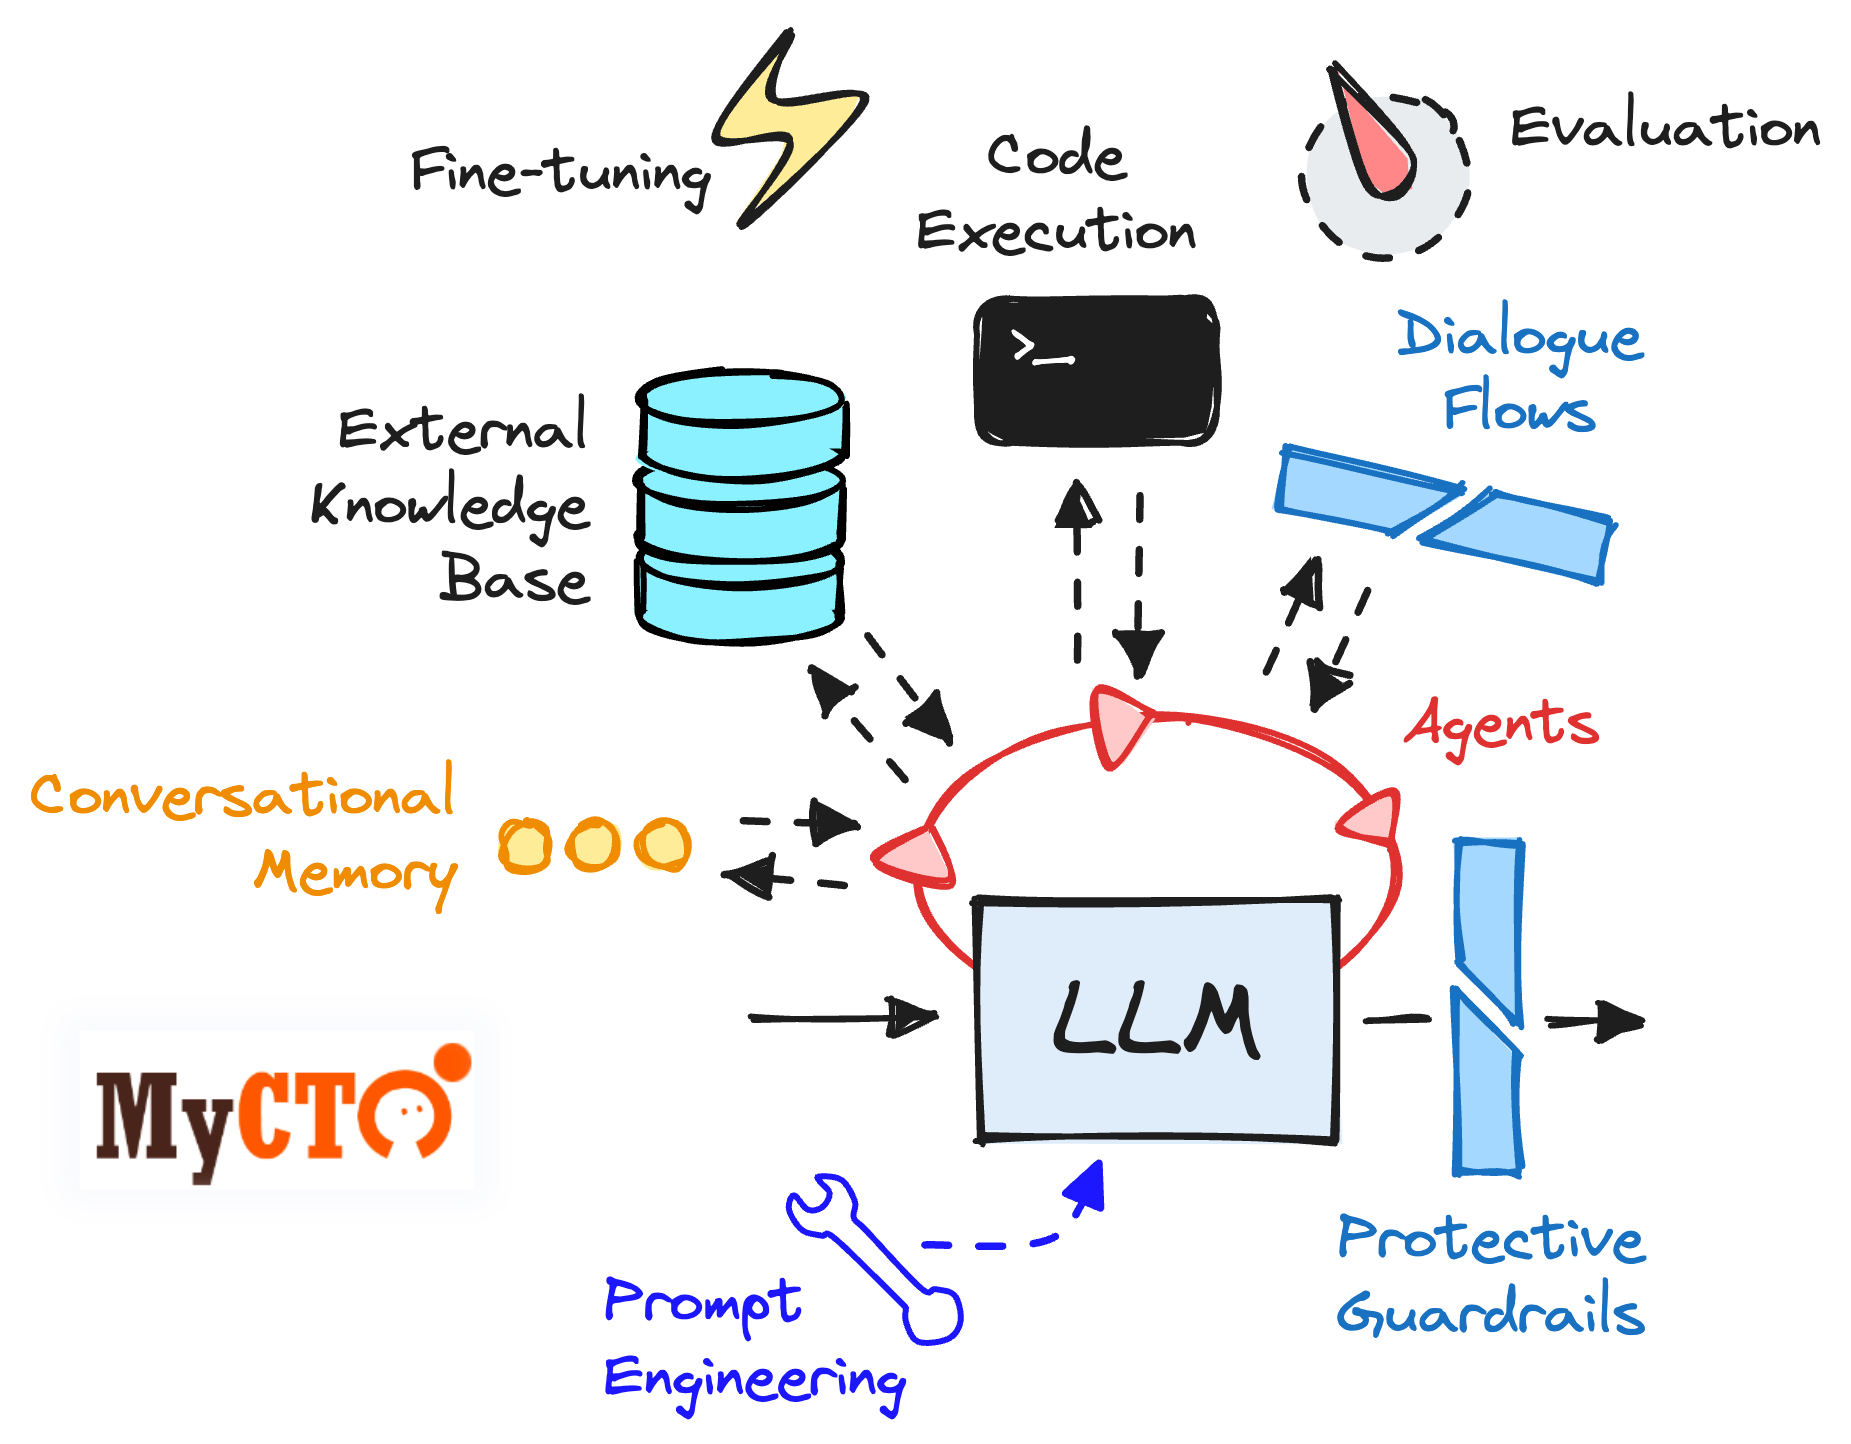 Fine-tuning
Code
Execution
Evaluation
>_
Dialogue
Flows
External
Knowledge
Base
Agents
Conversational
Memory
LLM
MyCTO
Protective
Guardrails
Prompt
Engineering